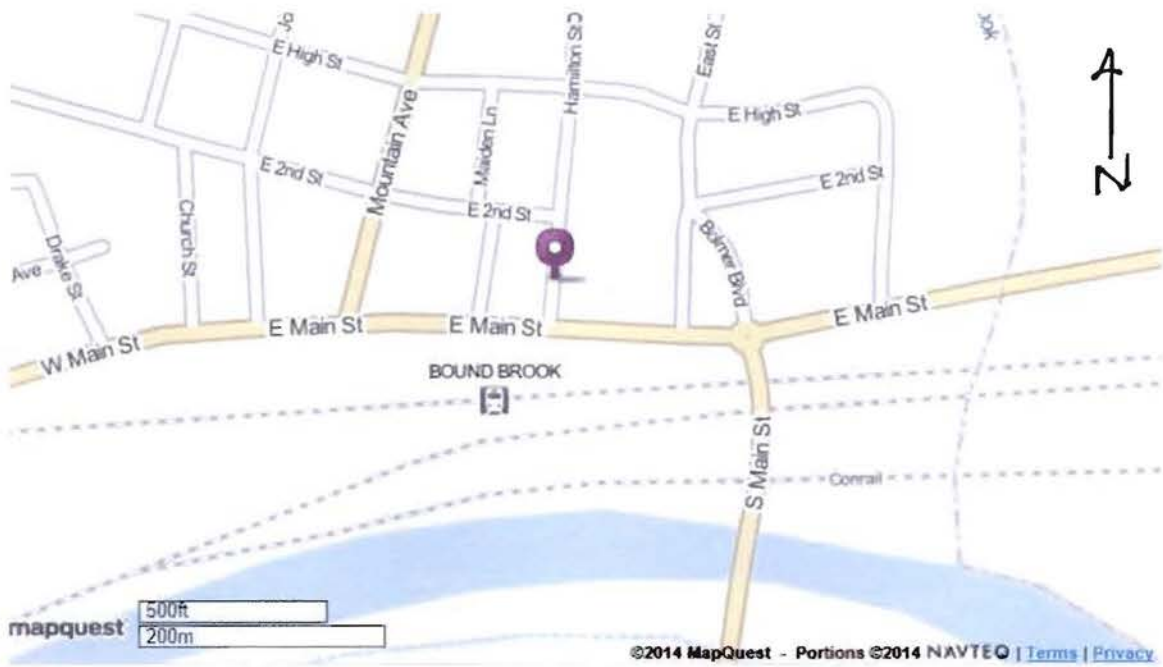 Jo
E High St
Mountain Ave
Maiden Ln
Hamilton St
East St
E High St
ook
N
E 2nd St
E 2nd St
E 2nd St
Church St
Drake St
Ave
Bolmer Blvd
W Main St
E Main St
E Main St
E Main St
BOUND BROOK
S Main St
Conrail
500ft
200m
mapquest
©2014 MapQuest - Portions ©2014 NAVTEQ | Terms | Privacy